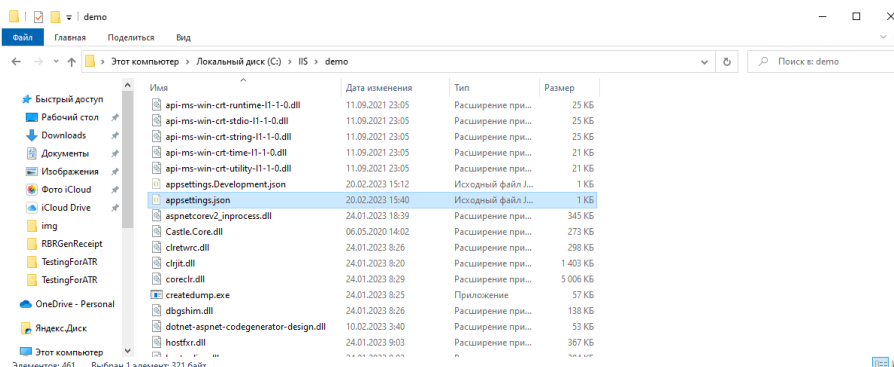 demo
Файл Главная Поделиться Вид
Этот компьютер > Локальный диск (C:) > IIS > demo
Поиск в: demo
Имя Дата изменения Тип Размер
Быстрый доступ
Рабочий стол
Downloads
Документы
Изображения
Фото iCloud
iCloud Drive
img
RBRGenReceipt
TestingForATR
TestingForATR
OneDrive - Personal
Яндекс.Диск
Этот компьютер
api-ms-win-crt-runtime-l1-1-0.dll 11.09.2021 23:05 Расширение при... 25 КБ
api-ms-win-crt-stdio-l1-1-0.dll 11.09.2021 23:05 Расширение при... 25 КБ
api-ms-win-crt-string-l1-1-0.dll 11.09.2021 23:05 Расширение при... 25 КБ
api-ms-win-crt-time-l1-1-0.dll 11.09.2021 23:05 Расширение при... 21 КБ
api-ms-win-crt-utility-l1-1-0.dll 11.09.2021 23:05 Расширение при... 21 КБ
appsettings.Development.json 20.02.2023 15:12 Исходный файл J... 1 КБ
appsettings.json 20.02.2023 15:40 Исходный файл J... 1 КБ
aspnetcorev2_inprocess.dll 24.01.2023 18:39 Расширение при... 345 КБ
Castle.Core.dll 06.05.2020 14:02 Расширение при... 273 КБ
clretwrc.dll 24.01.2023 8:26 Расширение при... 298 КБ
clrjit.dll 24.01.2023 8:20 Расширение при... 1 403 КБ
coreclr.dll 24.01.2023 8:29 Расширение при... 5 006 КБ
createdump.exe 24.01.2023 8:25 Приложение 57 КБ
dbgshim.dll 24.01.2023 8:26 Расширение при... 138 КБ
dotnet-aspnet-codegenerator-design.dll 10.02.2023 3:40 Расширение при... 53 КБ
hostfxr.dll 24.01.2023 9:03 Расширение при... 367 КБ
Элементов: 461 Выбран 1 элемент: 321 байт